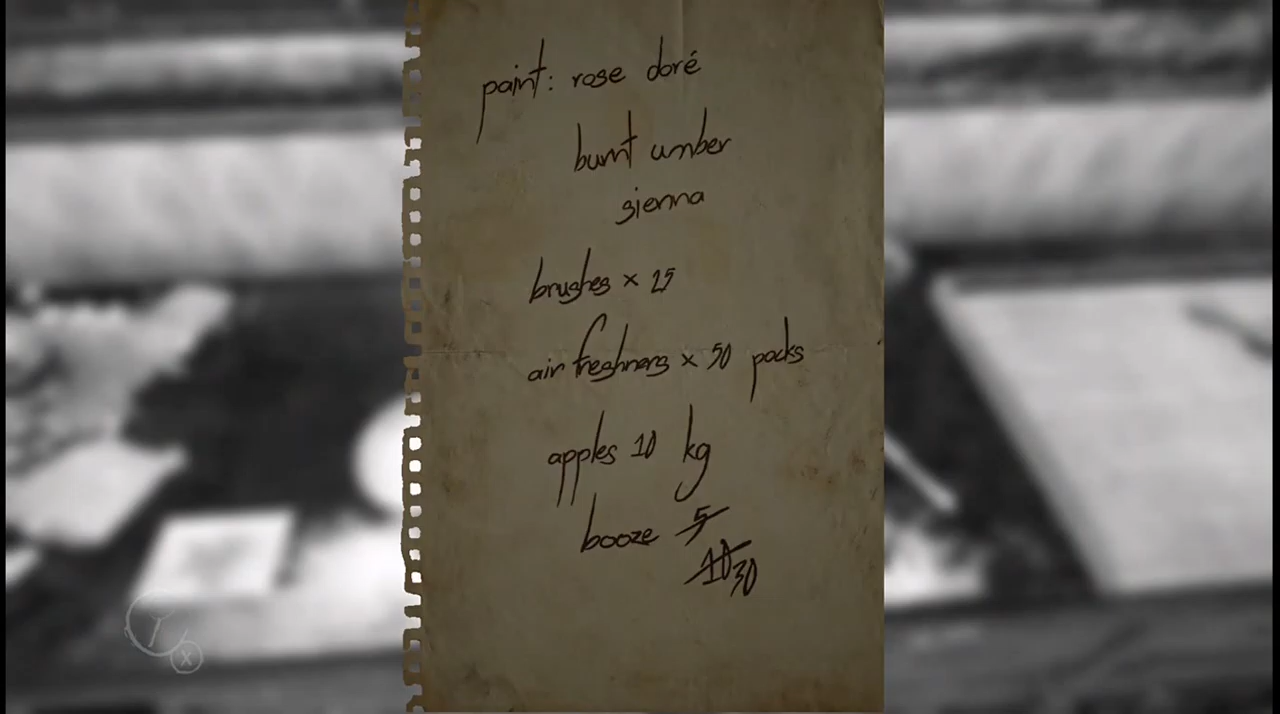 paint: rose doré
burnt umber
sienna
brushes × 25
air freshners × 50 packs
apples 10 kg
booze 5
10 30
T
X